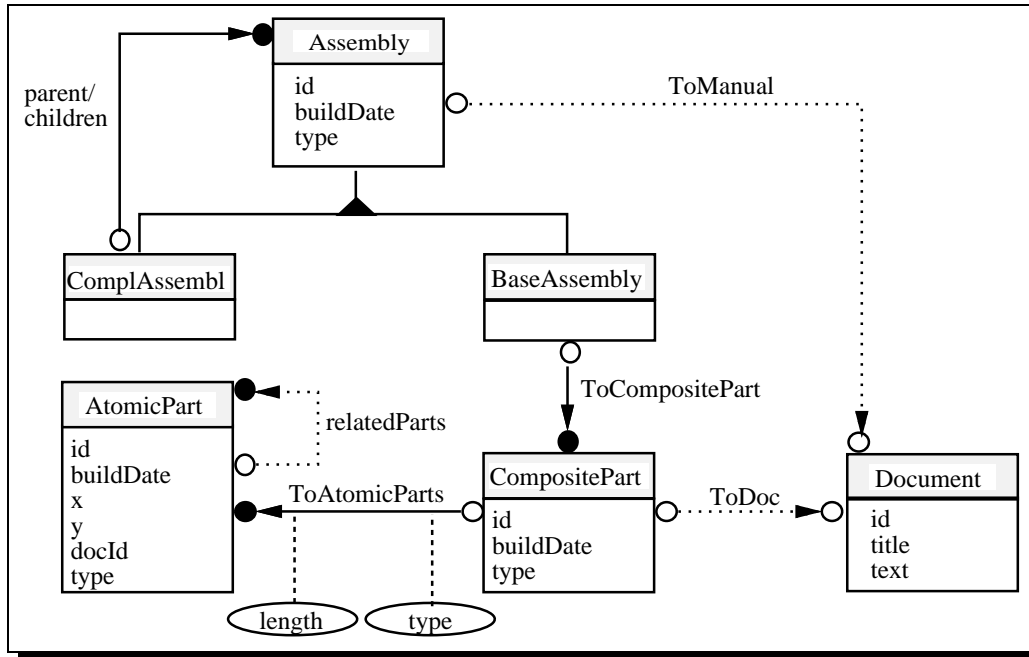 Assembly
id
buildDate
type
parent/
children
ToManual
ComplAssembl
BaseAssembly
ToCompositePart
AtomicPart
id
buildDate
x
y
docId
type
relatedParts
ToAtomicParts
length
type
CompositePart
id
buildDate
type
ToDoc
Document
id
title
text